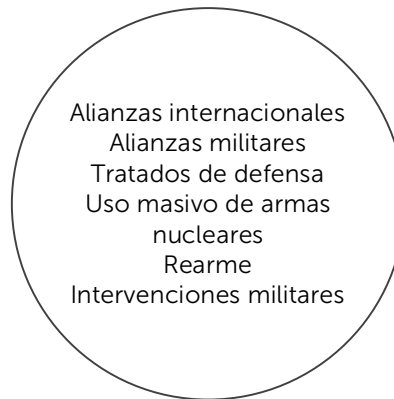 Alianzas internacionales
Alianzas militares
Tratados de defensa
Uso masivo de armas
nucleares
Rearme
Intervenciones militares